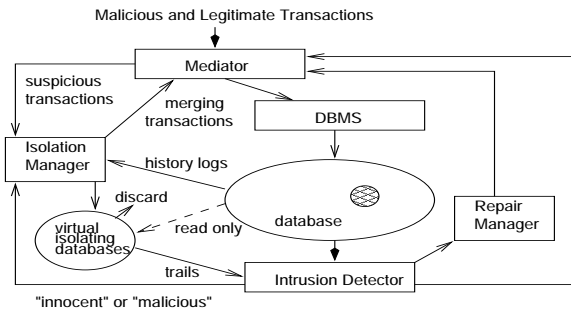 Malicious and Legitimate Transactions
Mediator
suspicious
transactions
merging
transactions
DBMS
Isolation
Manager
history logs
discard
database
Repair
Manager
virtual
isolating
databases
read only
trails
Intrusion Detector
"innocent" or "malicious"